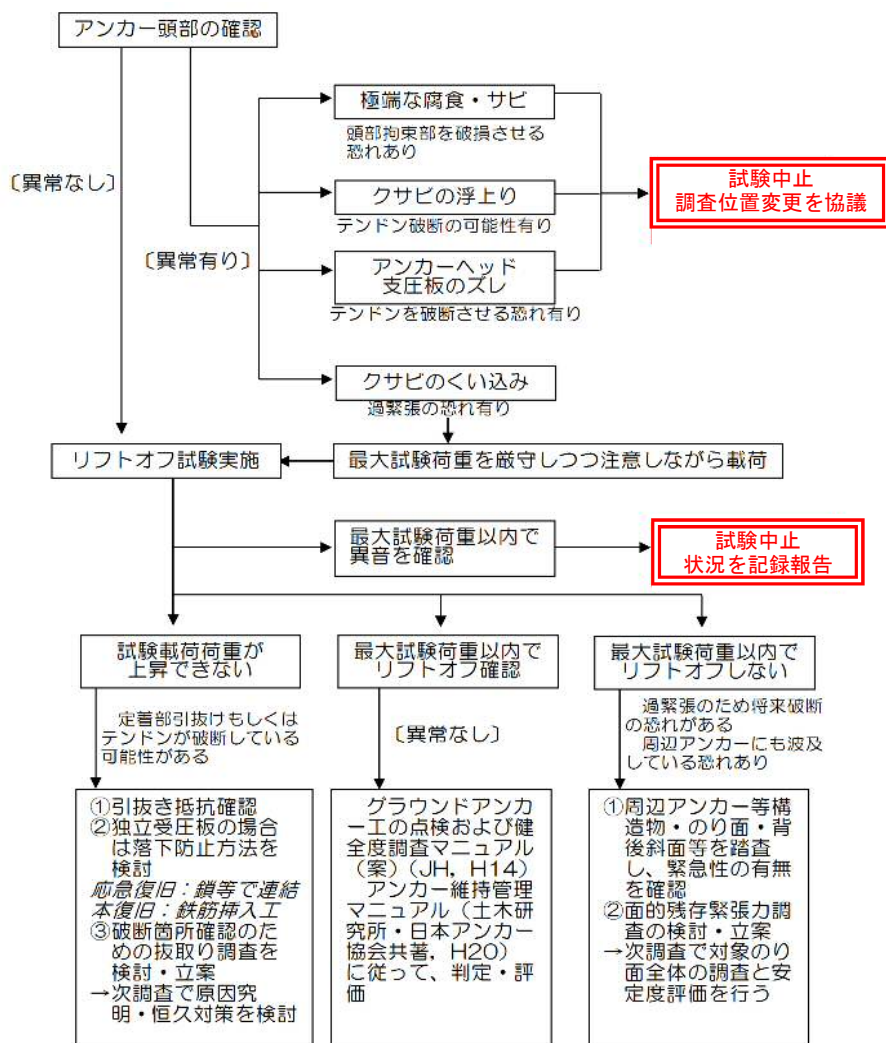 アンカー頭部の確認
極端な腐食・サビ
頭部拘束部を破損させる
恐れあり
〔異常なし〕
試験中止
調査位置変更を協議
クサビの浮上り
テンドン破断の可能性有り
〔異常有り〕
アンカーヘッド
支圧板のズレ
テンドンを破断させる恐れ有り
クサビのくい込み
過緊張の恐れ有り
リフトオフ試験実施
最大試験荷重を厳守しつつ注意しながら載荷
最大試験荷重以内で
異音を確認
試験中止
状況を記録報告
試験載荷荷重が
上昇できない
最大試験荷重以内で
リフトオフ確認
最大試験荷重以内で
リフトオフしない
定着部引抜けもしくは
テンドンが破断している
可能性がある
〔異常なし〕
過緊張のため将来破断
の恐れがある
周辺アンカーにも波及
している恐れあり
①引抜き抵抗確認
②独立受圧板の場合
は落下防止方法を
検討
応急復旧：鎖等で連結
本復旧：鉄筋挿入工
③破断箇所確認のた
めの抜取り調査を
検討・立案
→次調査で原因究
明・恒久対策を検討
グラウンドアンカ
ー工の点検および健
全度調査マニュアル
（案）（JH，H14）
アンカー維持管理
マニュアル（土木研
究所・日本アンカー
協会共著，H20）
に従って、判定・評
価
①周辺アンカー等構
造物・のり面・背
後斜面等を踏査
し、緊急性の有無
を確認
②面的残存緊張力調
査の検討・立案
→次調査で対象のり
面全体の調査と安
定度評価を行う